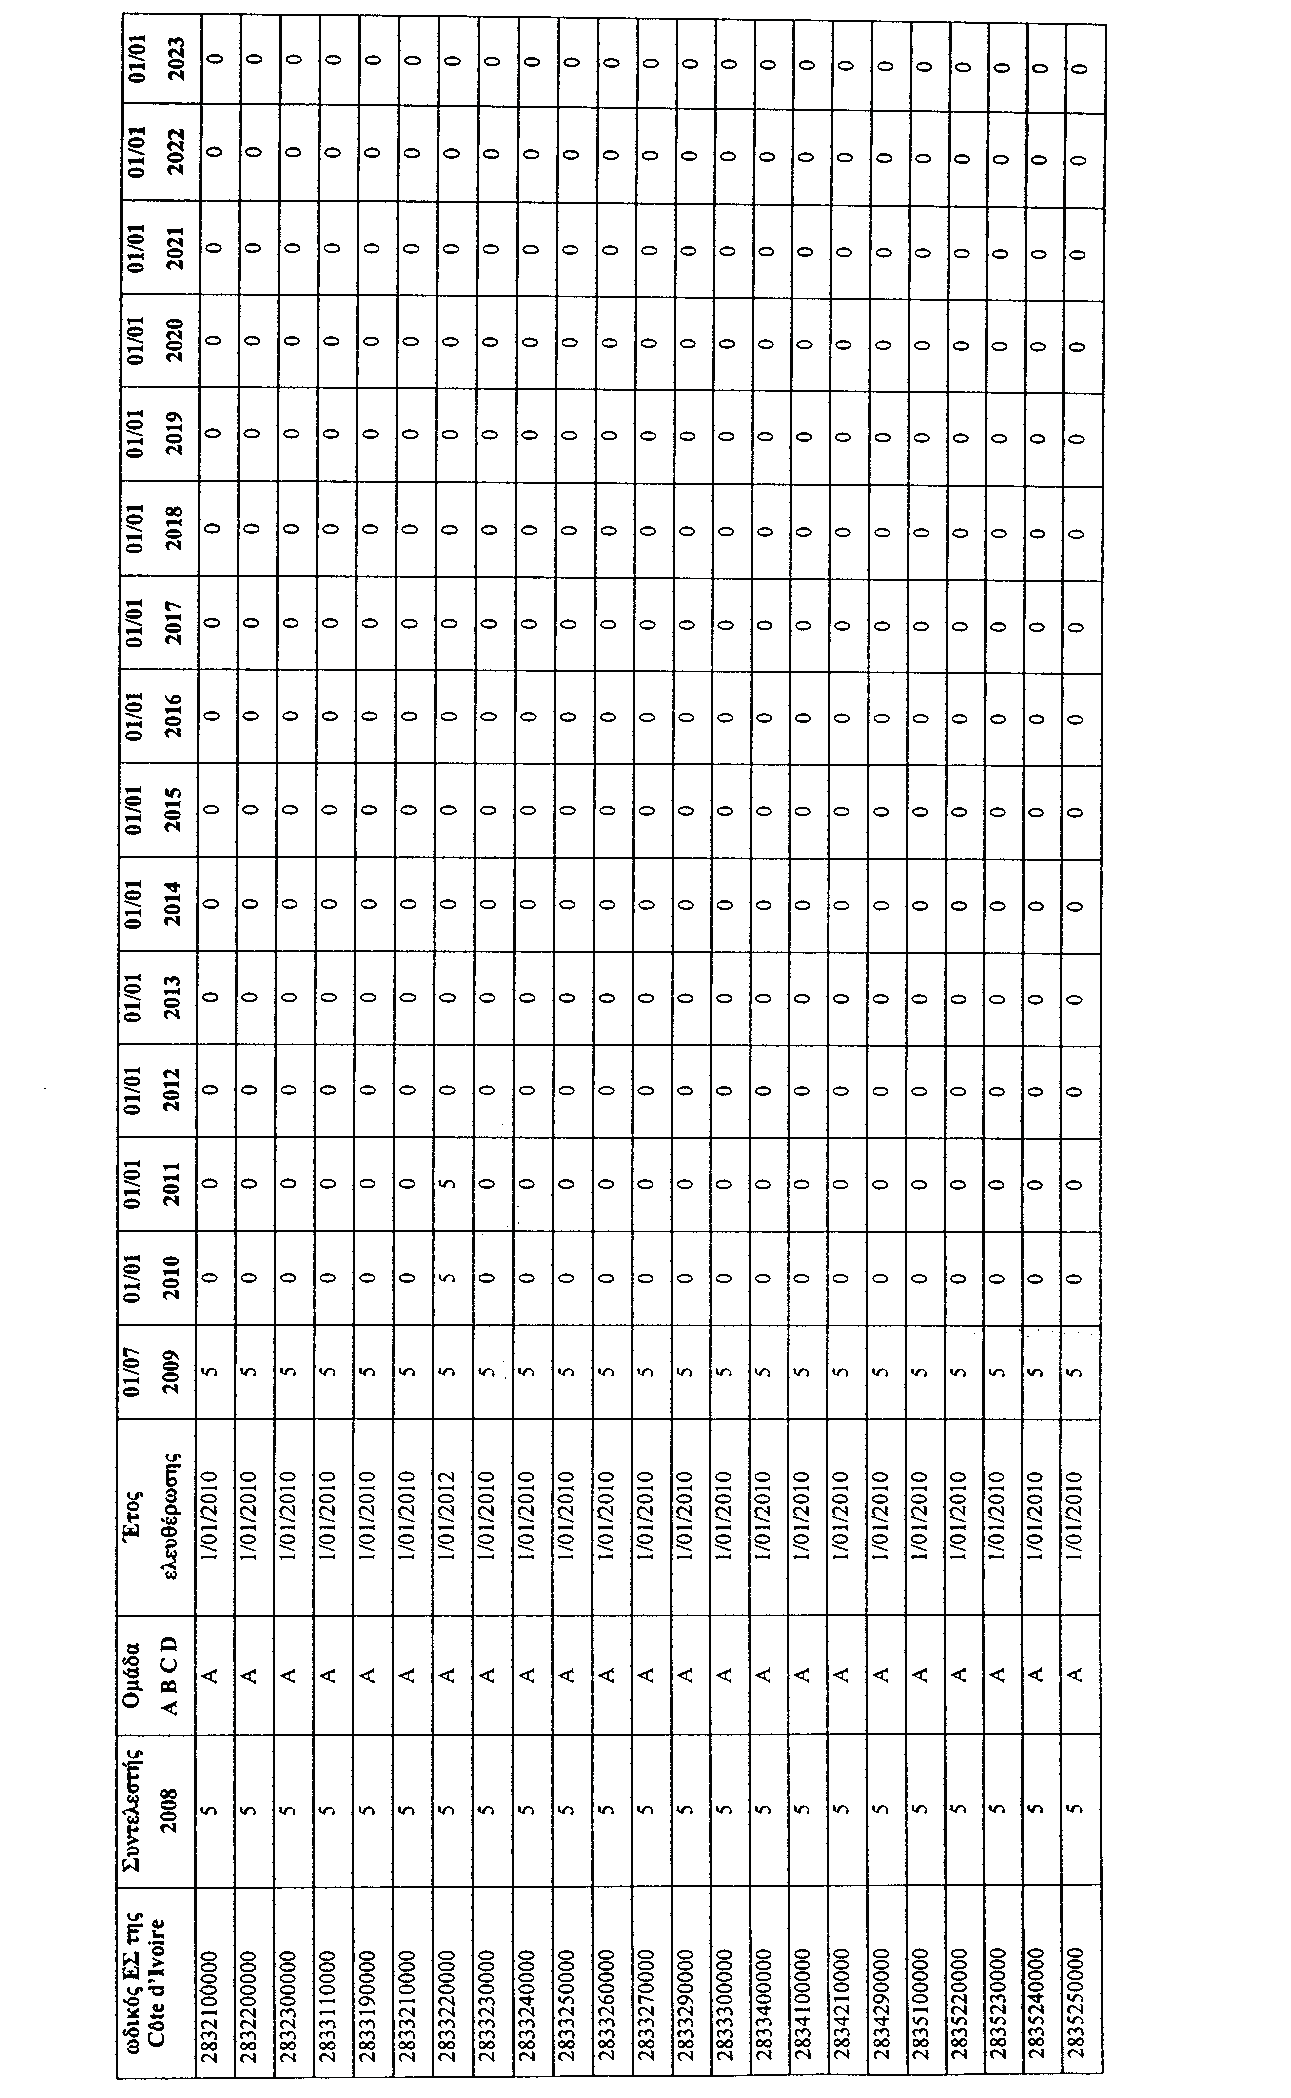 ωδικός ΕΣ της Côte d'Ivoire | Συντελεστής 2008 | Ομάδα A B C D | Έτος ελευθέρωσης | 01/07 2009 | 01/01 2010 | 01/01 2011 | 01/01 2012 | 01/01 2013 | 01/01 2014 | 01/01 2015 | 01/01 2016 | 01/01 2017 | 01/01 2018 | 01/01 2019 | 01/01 2020 | 01/01 2021 | 01/01 2022 | 01/01 2023
2832100000 5 A 1/01/2010 5 0 0 0 0 0 0 0 0 0 0 0 0 0 0
2832200000 5 A 1/01/2010 5 0 0 0 0 0 0 0 0 0 0 0 0 0 0
2832300000 5 A 1/01/2010 5 0 0 0 0 0 0 0 0 0 0 0 0 0 0
2833110000 5 A 1/01/2010 5 0 0 0 0 0 0 0 0 0 0 0 0 0 0
2833190000 5 A 1/01/2010 5 0 0 0 0 0 0 0 0 0 0 0 0 0 0
2833210000 5 A 1/01/2010 5 0 0 0 0 0 0 0 0 0 0 0 0 0 0
2833220000 5 A 1/01/2012 5 5 5 0 0 0 0 0 0 0 0 0 0 0 0
2833230000 5 A 1/01/2010 5 0 0 0 0 0 0 0 0 0 0 0 0 0 0
2833240000 5 A 1/01/2010 5 0 0 0 0 0 0 0 0 0 0 0 0 0 0
2833250000 5 A 1/01/2010 5 0 0 0 0 0 0 0 0 0 0 0 0 0 0
2833260000 5 A 1/01/2010 5 0 0 0 0 0 0 0 0 0 0 0 0 0 0
2833270000 5 A 1/01/2010 5 0 0 0 0 0 0 0 0 0 0 0 0 0 0
2833290000 5 A 1/01/2010 5 0 0 0 0 0 0 0 0 0 0 0 0 0 0
2833300000 5 A 1/01/2010 5 0 0 0 0 0 0 0 0 0 0 0 0 0 0
2833400000 5 A 1/01/2010 5 0 0 0 0 0 0 0 0 0 0 0 0 0 0
2834100000 5 A 1/01/2010 5 0 0 0 0 0 0 0 0 0 0 0 0 0 0
2834210000 5 A 1/01/2010 5 0 0 0 0 0 0 0 0 0 0 0 0 0 0
2834290000 5 A 1/01/2010 5 0 0 0 0 0 0 0 0 0 0 0 0 0 0
2835100000 5 A 1/01/2010 5 0 0 0 0 0 0 0 0 0 0 0 0 0 0
2835220000 5 A 1/01/2010 5 0 0 0 0 0 0 0 0 0 0 0 0 0 0
2835230000 5 A 1/01/2010 5 0 0 0 0 0 0 0 0 0 0 0 0 0 0
2835240000 5 A 1/01/2010 5 0 0 0 0 0 0 0 0 0 0 0 0 0 0
2835250000 5 A 1/01/2010 5 0 0 0 0 0 0 0 0 0 0 0 0 0 0